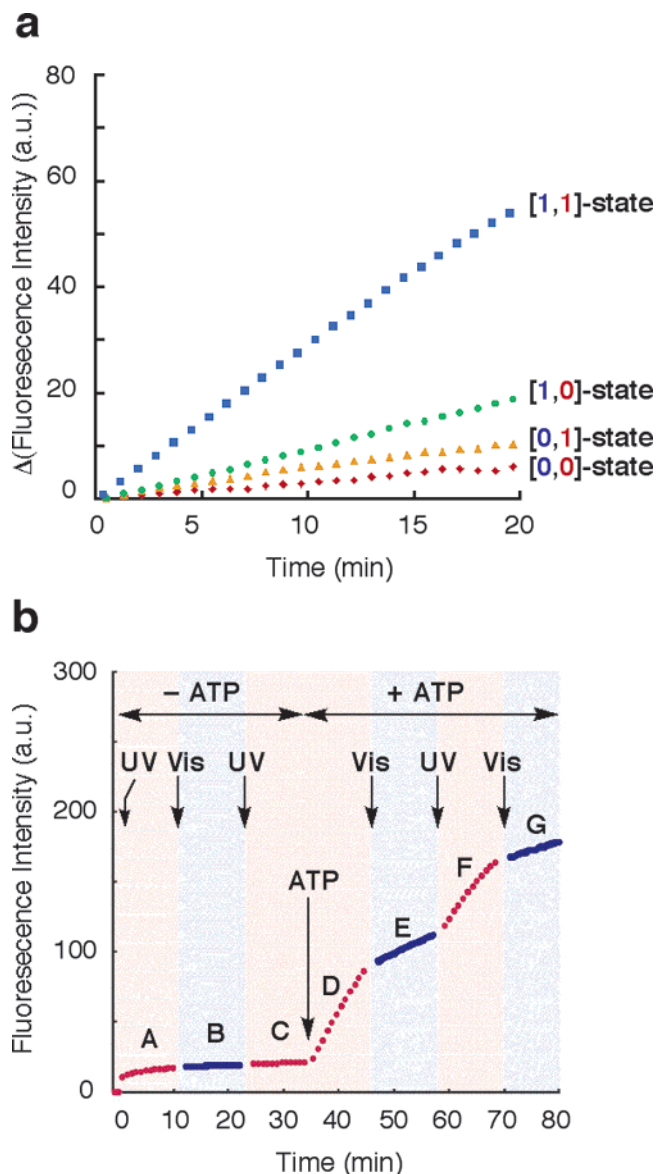 a
Δ(Fluoresecence Intensity (a.u.))
80
60
40
20
0
[1,1]-state
[1,0]-state
[0,1]-state
[0,0]-state
0 5 10 15 20
Time (min)
b
Fluoresecence Intensity (a.u.)
300
200
100
0
– ATP + ATP
UV Vis UV Vis UV Vis
ATP
A B C D E F G
0 10 20 30 40 50 60 70 80
Time (min)